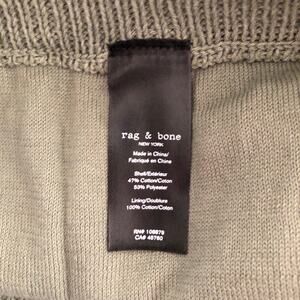 rag & bone
NEW YORK
Made in China/
Fabriqué en Chine
Shell/Extérieur
47% Cotton/Coton
53% Polyester
Lining/Doublure
100% Cotton/Coton
RN# 106878
CA# 46760